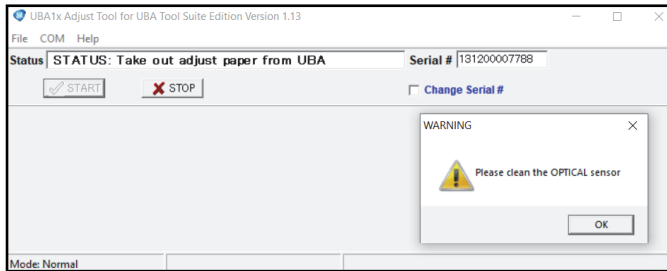 UBA1x Adjust Tool for UBA Tool Suite Edition Version 1.13
File COM Help
Status STATUS: Take out adjust paper from UBA Serial # 131200007788
START STOP Change Serial #
WARNING
Please clean the OPTICAL sensor
OK
Mode: Normal